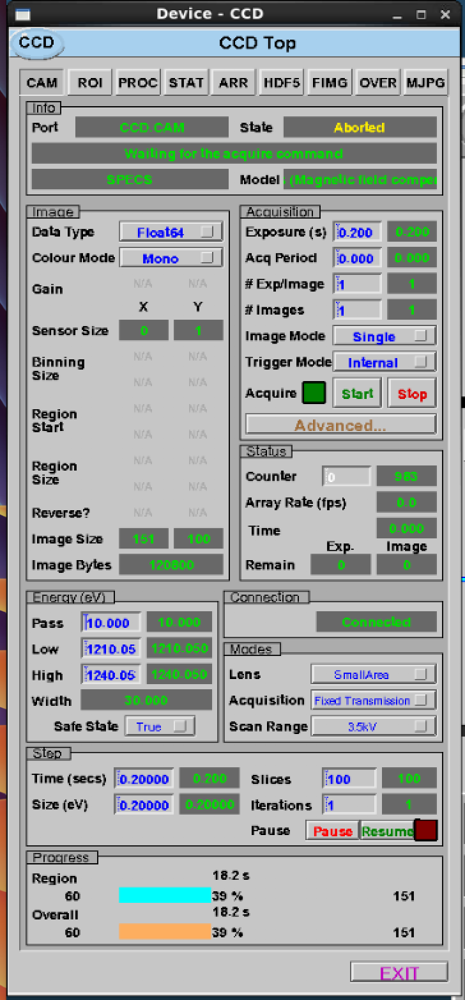 Device - CCD
CCD
CCD Top
CAM ROI PROC STAT ARR HDF5 FIMG OVER MJPG
Info
Port CCD.CAM State Aborted
Waiting for the acquire command
SPECS Model (Magnetic field comper
Image
Data Type Float64
Colour Mode Mono
Gain N/A N/A
X Y
Sensor Size 0 1
Binning Size N/A N/A
N/A N/A
Region Start N/A N/A
N/A N/A
Region Size N/A N/A
N/A N/A
Reverse? N/A N/A
Image Size 151 100
Image Bytes 120800
Acquisition
Exposure (s) 0.200 0.200
Acq Period 0.000 0.000
# Exp/Image 1 1
# Images 1 1
Image Mode Single
Trigger Mode Internal
Acquire Start Stop
Advanced...
Status
Counter 0 983
Array Rate (fps) 0.0
Time 0.000
Exp. Image
Remain 0 0
Energy (eV)
Pass 10.000 10.000
Low 1210.05 1210.050
High 1240.05 1240.050
Width 30.000
Safe State True
Connection
Connected
Modes
Lens SmallArea
Acquisition Fixed Transmission
Scan Range 3.5kV
Step
Time (secs) 0.20000 0.200 Slices 100 100
Size (eV) 0.20000 0.20000 Iterations 1 1
Pause Pause Resume
Progress
Region 18.2 s
60 39 % 151
Overall 18.2 s
60 39 % 151
EXIT